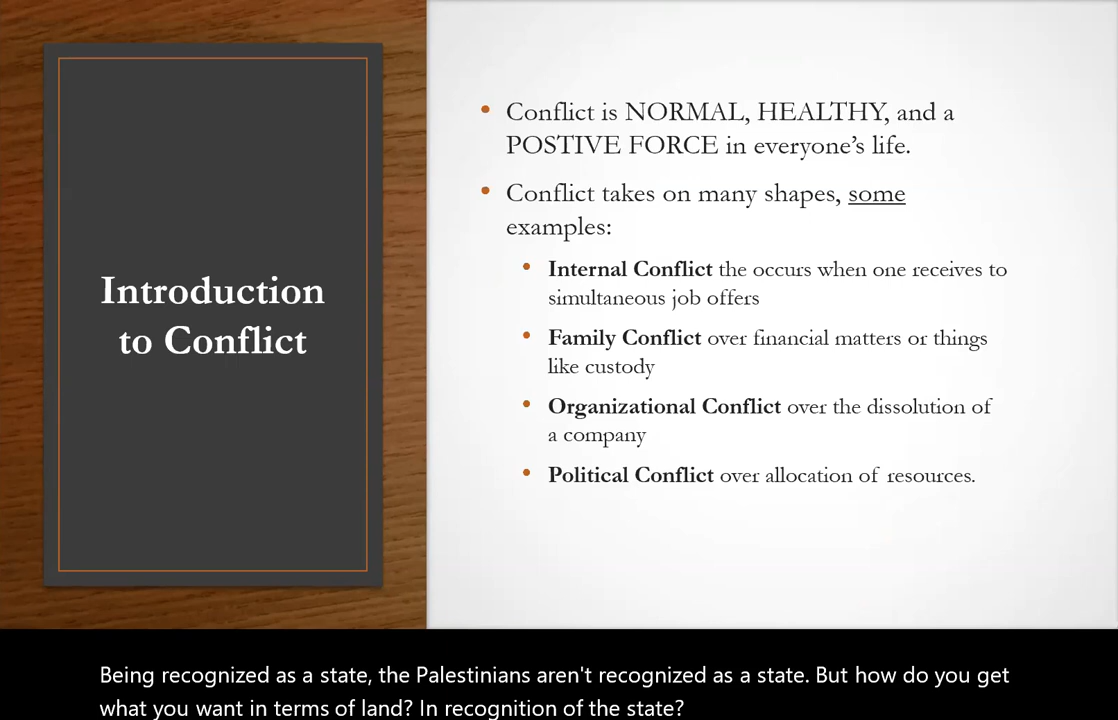 Introduction
to Conflict
• Conflict is NORMAL, HEALTHY, and a
POSTIVE FORCE in everyone’s life.
• Conflict takes on many shapes, some
examples:
• Internal Conflict the occurs when one receives to
simultaneous job offers
• Family Conflict over financial matters or things
like custody
• Organizational Conflict over the dissolution of
a company
• Political Conflict over allocation of resources.
Being recognized as a state, the Palestinians aren't recognized as a state. But how do you get
what you want in terms of land? In recognition of the state?